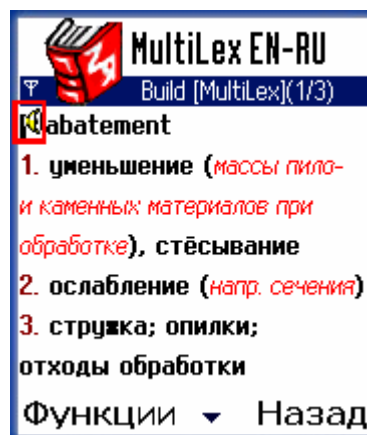 MultiLex EN-RU
Build [MultiLex](1/3)
abatement
1. уменьшение (массы пило-
и каменных материалов при
обработке), стёсывание
2. ослабление (напр. сечения)
3. стружка; опилки;
отходы обработки
Функции Назад